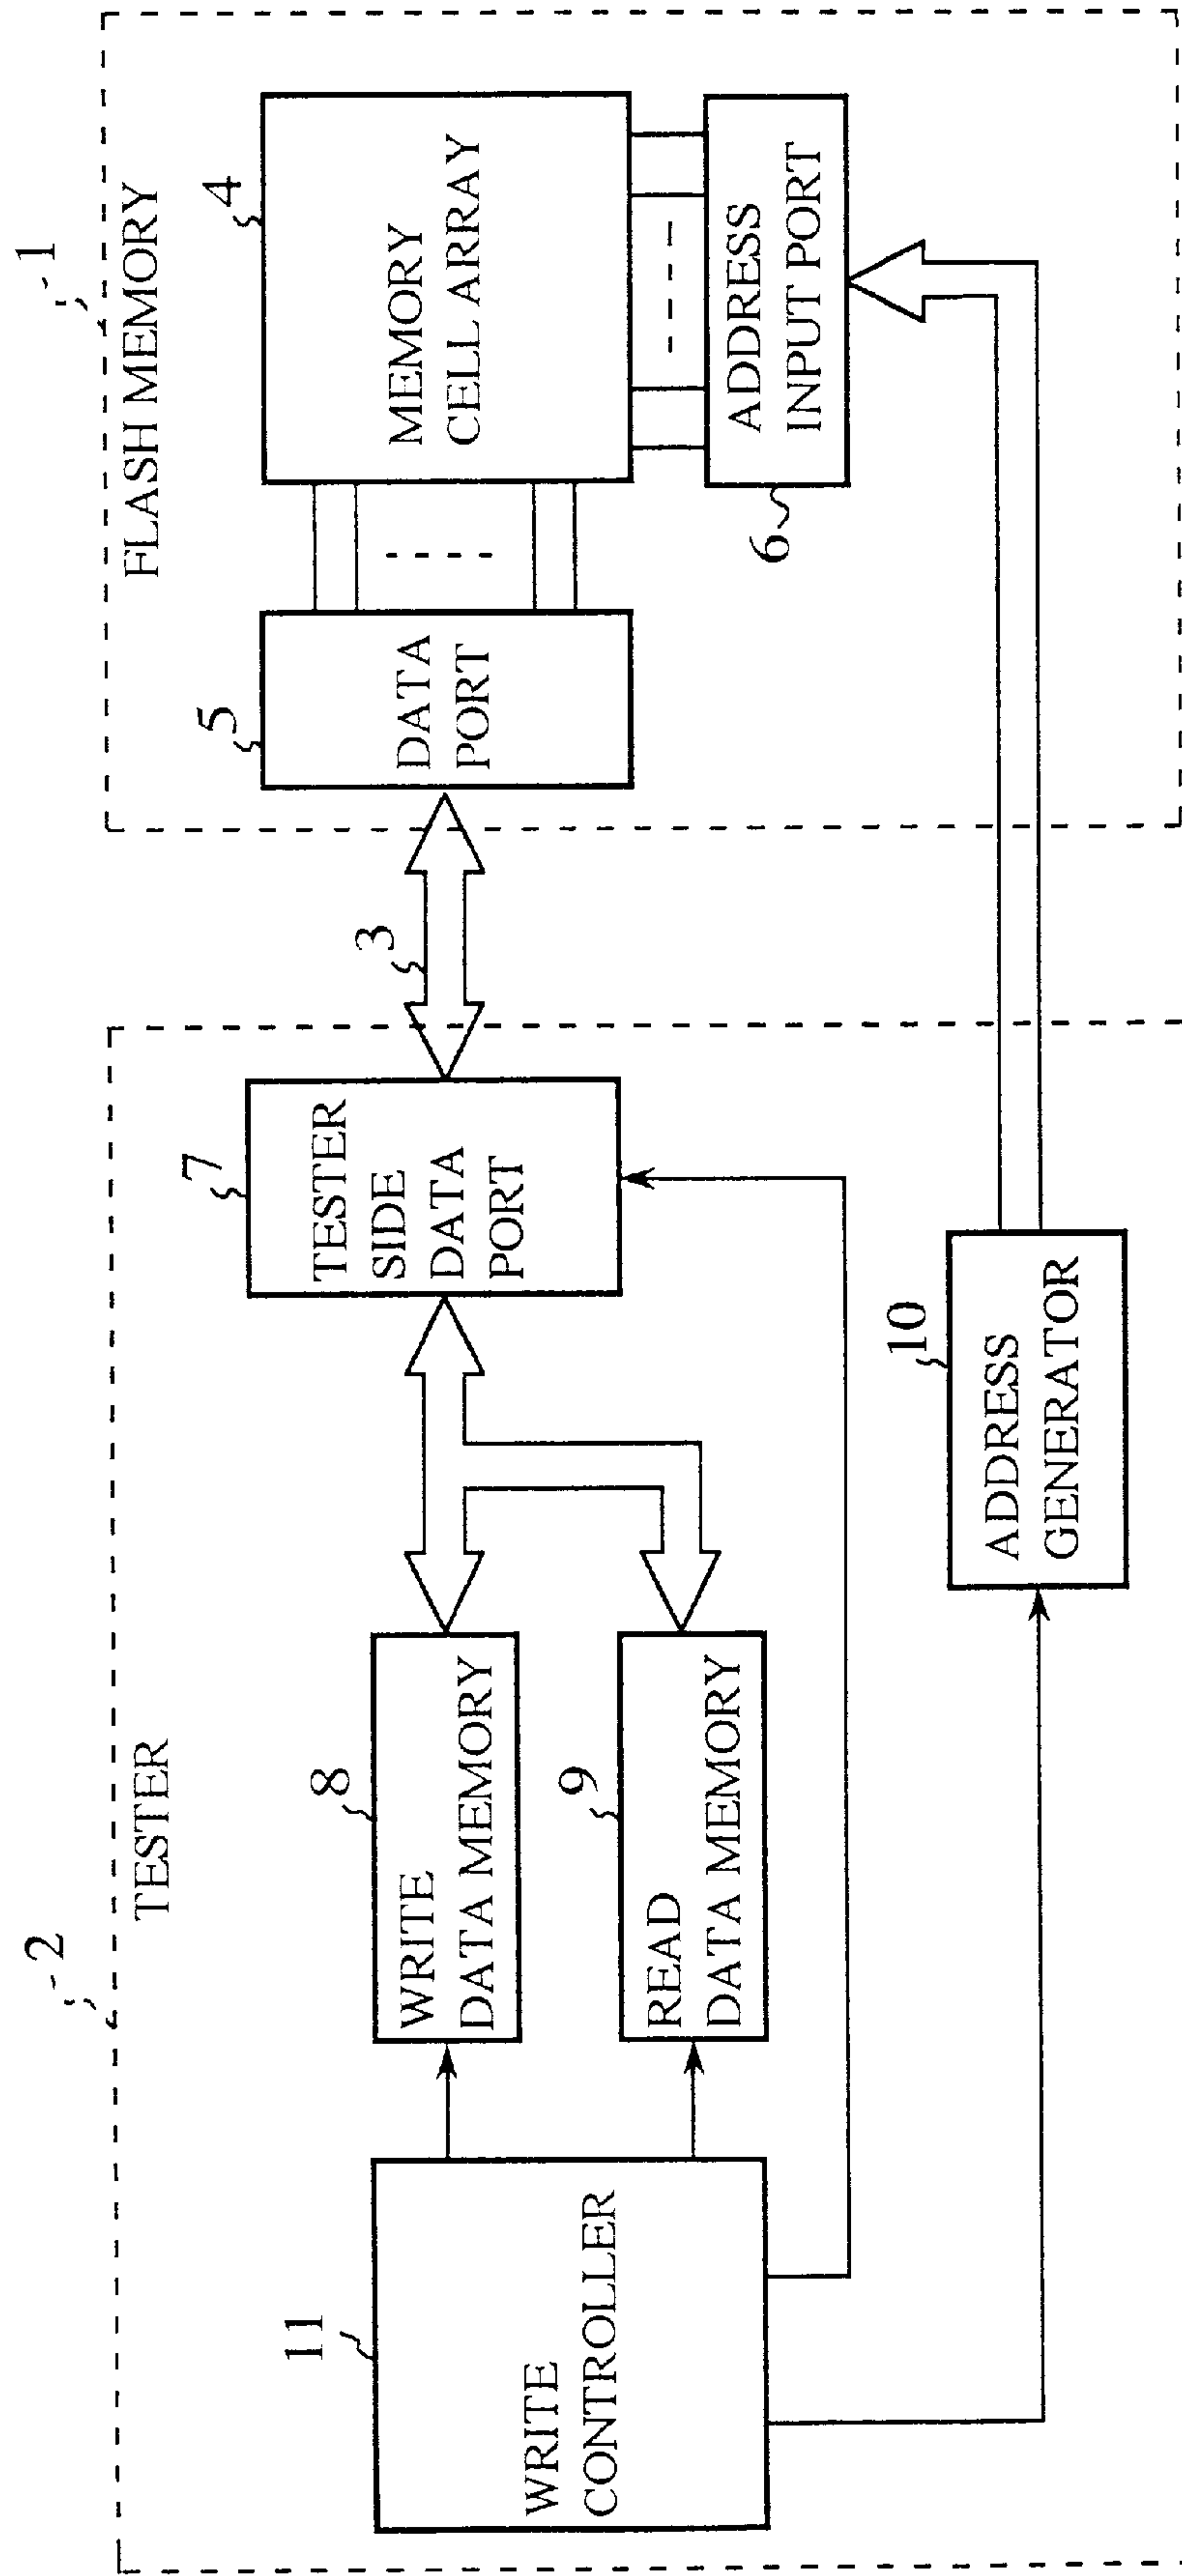 2
TESTER
11
WRITE
CONTROLLER
8
WRITE
DATA MEMORY
9
READ
DATA MEMORY
7
TESTER
SIDE
DATA
PORT
10
ADDRESS
GENERATOR
3
1
FLASH MEMORY
5
DATA
PORT
4
MEMORY
CELL ARRAY
6
ADDRESS
INPUT PORT